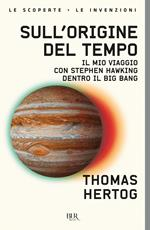 LE SCOPERTE • LE INVENZIONI
SULL'ORIGINE
DEL TEMPO
IL MIO VIAGGIO
CON STEPHEN HAWKING
DENTRO IL BIG BANG
THOMAS
HERTOG
BUR